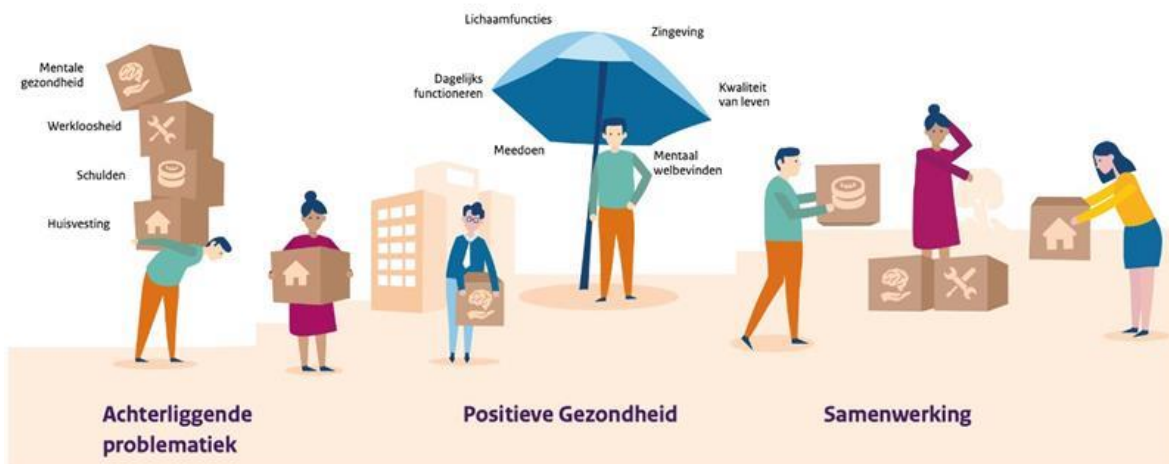 Mentale
gezondheid
Werkloosheid
Schulden
Huisvesting
Achterliggende
problematiek
Lichaamfuncties
Zingeving
Dagelijks
functioneren
Kwaliteit
van leven
Meedoen
Mentaal
welbevinden
Positieve Gezondheid
Samenwerking